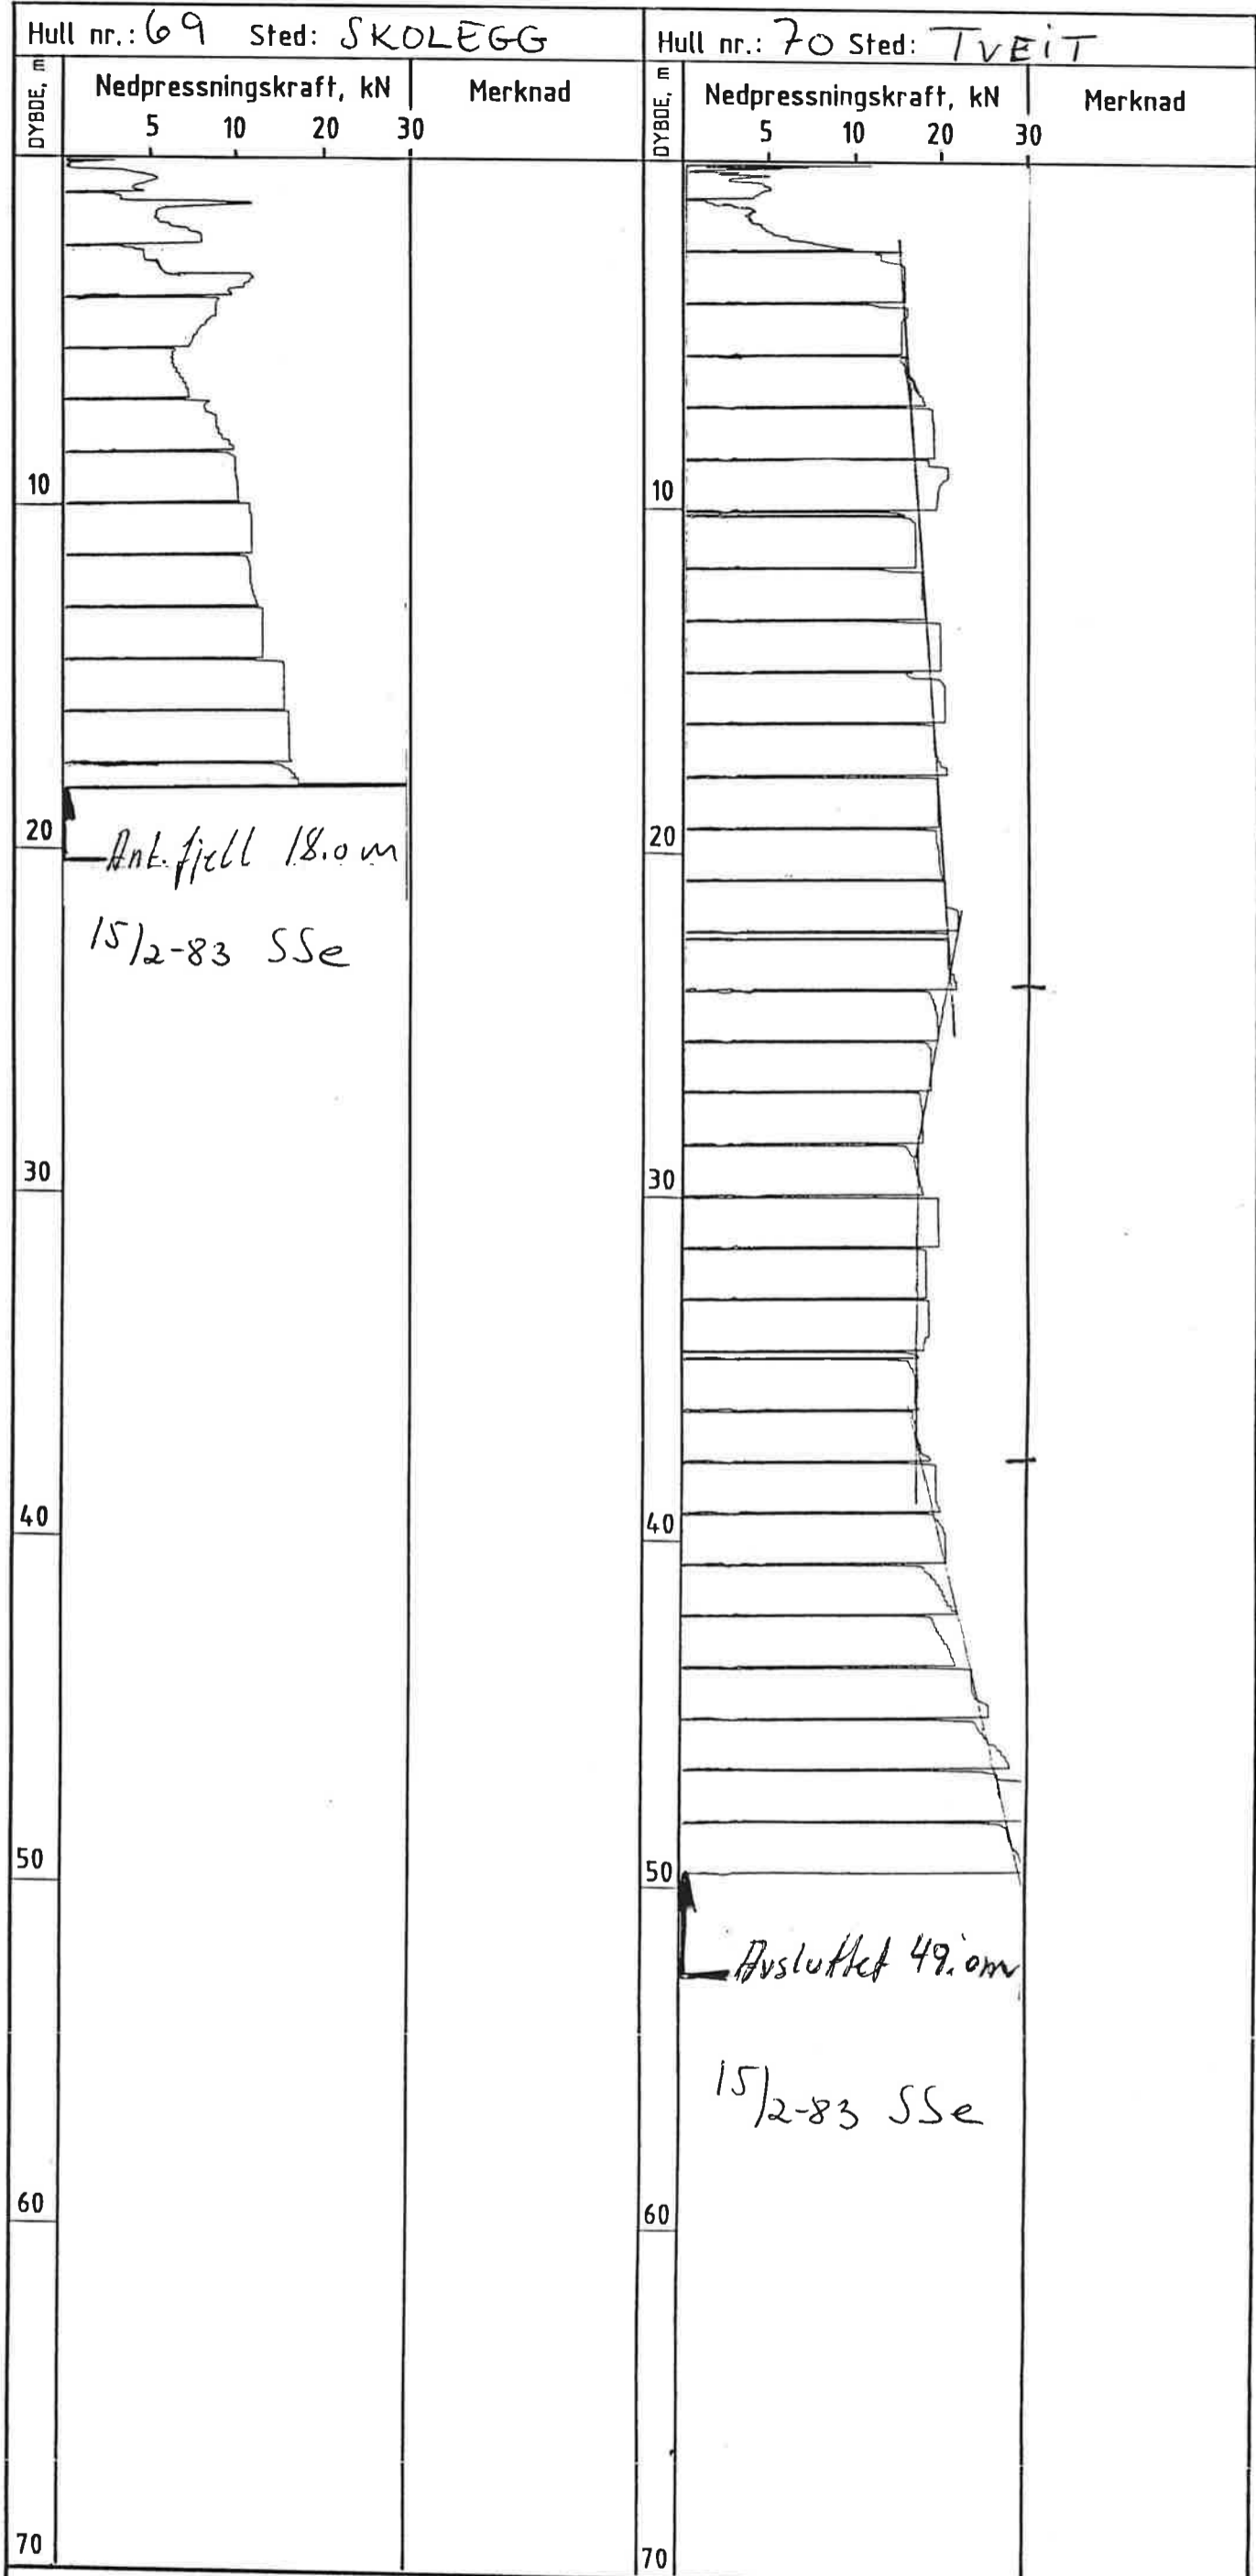 Hull nr.: 69 Sted: SKOLEGG
DYBDE, m
Nedpressningskraft, kN
Merknad
5 10 20 30
10
20
Ant. fjell 18.0 m
15/2-83 SSe
30
40
50
60
70
Hull nr.: 70 Sted: TVEiT
DYBDE, m
Nedpressningskraft, kN
Merknad
5 10 20 30
10
20
30
40
50
Avsluttet 49.0m
15/2-83 SSe
60
70